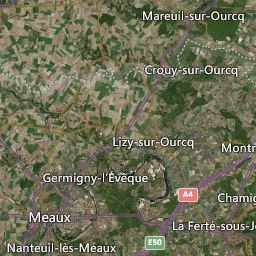 Mareuil-sur-Ourcq
Crouy-sur-Ourcq
Lizy-sur-Ourcq
Montr
Germigny-l'Évêque
A4
Chamig
Meaux
La Ferté-sous-Jo
E50
Nanteuil-lès-Meaux